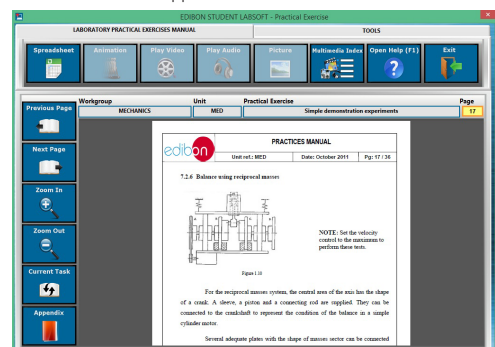 EDIBON STUDENT LABSOFT - Practical Exercise
LABORATORY PRACTICAL EXERCISES MANUAL
TOOLS
Spreadsheet
Animation
Play Video
Play Audio
Picture
Multimedia Index
Open Help (F1)
Exit
Workgroup
Unit
Practical Exercise
Page
MECHANICS
MED
Simple demonstration experiments
17
Previous Page
Next Page
Zoom In
Zoom Out
Current Task
Appendix
edibon
PRACTICES MANUAL
Unit ref.: MED
Date: October 2011
Pg: 17 / 36
7.2.6 Balance using reciprocal masses
NOTE: Set the velocity
control to the maximum to
perform these tests.
For the reciprocal masses system, the central area of the axis has the shape
of a crank. A sleeve, a piston and a connecting rod are supplied. They can be
connected to the crankshaft to represent the condition of the balance in a simple
cylinder motor.
Several adequate plates with the shape of masses sector can be connected